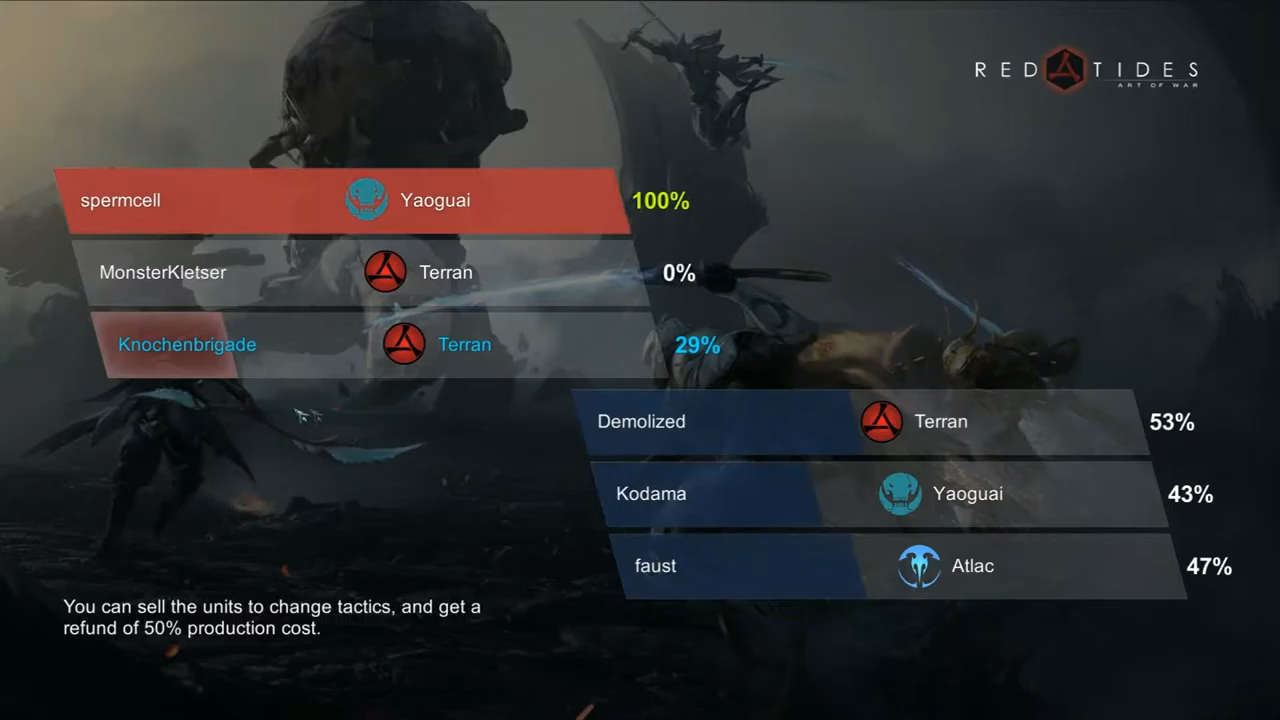 RED TIDES
ART OF WAR
spermcell Yaoguai 100%
MonsterKletser Terran 0%
Knochenbrigade Terran 29%
Demolized Terran 53%
Kodama Yaoguai 43%
faust Atlac 47%
You can sell the units to change tactics, and get a
refund of 50% production cost.